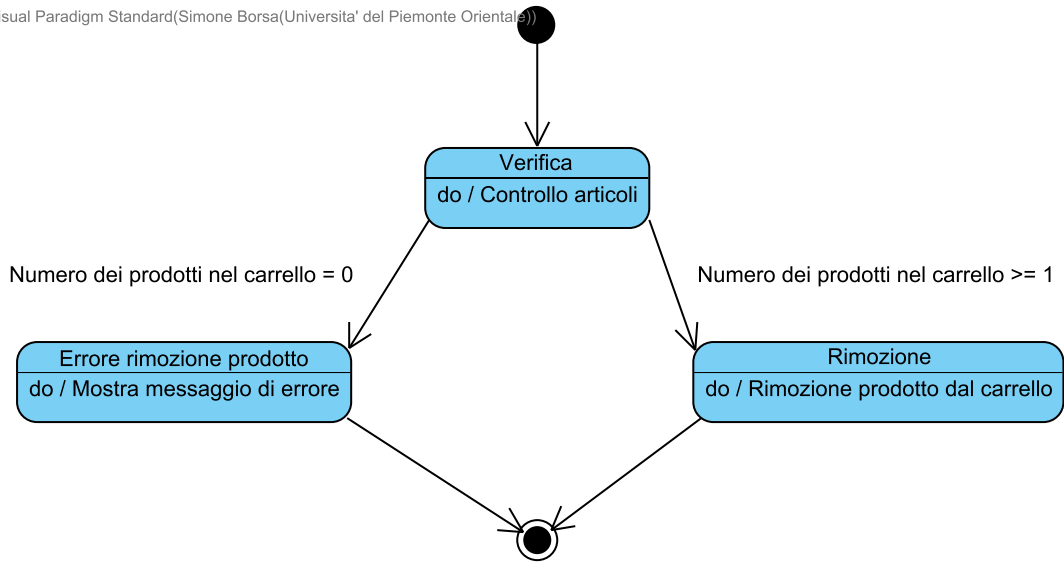 isual Paradigm Standard(Simone Borsa(Universita' del Piemonte Orientale))
Verifica
do / Controllo articoli
Numero dei prodotti nel carrello = 0
Numero dei prodotti nel carrello >= 1
Errore rimozione prodotto
do / Mostra messaggio di errore
Rimozione
do / Rimozione prodotto dal carrello